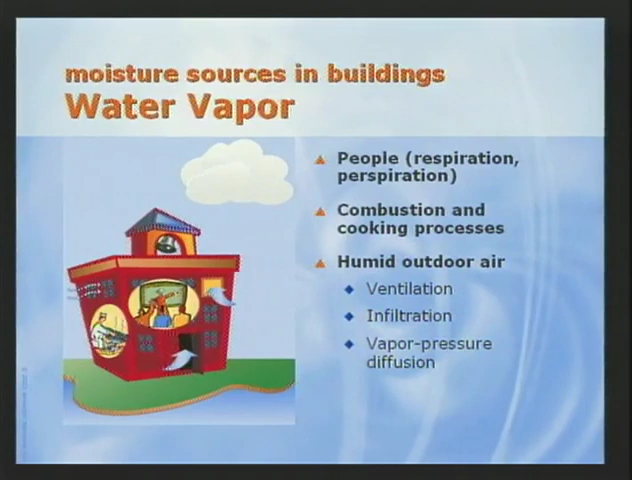 moisture sources in buildings
Water Vapor
People (respiration,
perspiration)
Combustion and
cooking processes
Humid outdoor air
Ventilation
Infiltration
Vapor-pressure
diffusion